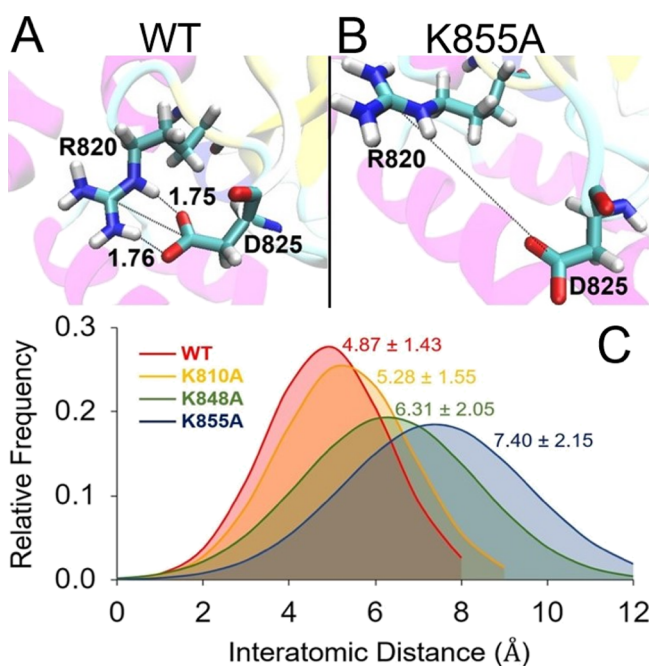 A WT
B K855A
R820
1.75
1.76
D825
R820
D825
C
0.3
0.2
0.1
0.0
Relative Frequency
WT
K810A
K848A
K855A
4.87 ± 1.43
5.28 ± 1.55
6.31 ± 2.05
7.40 ± 2.15
0 2 4 6 8 10 12
Interatomic Distance (Å)